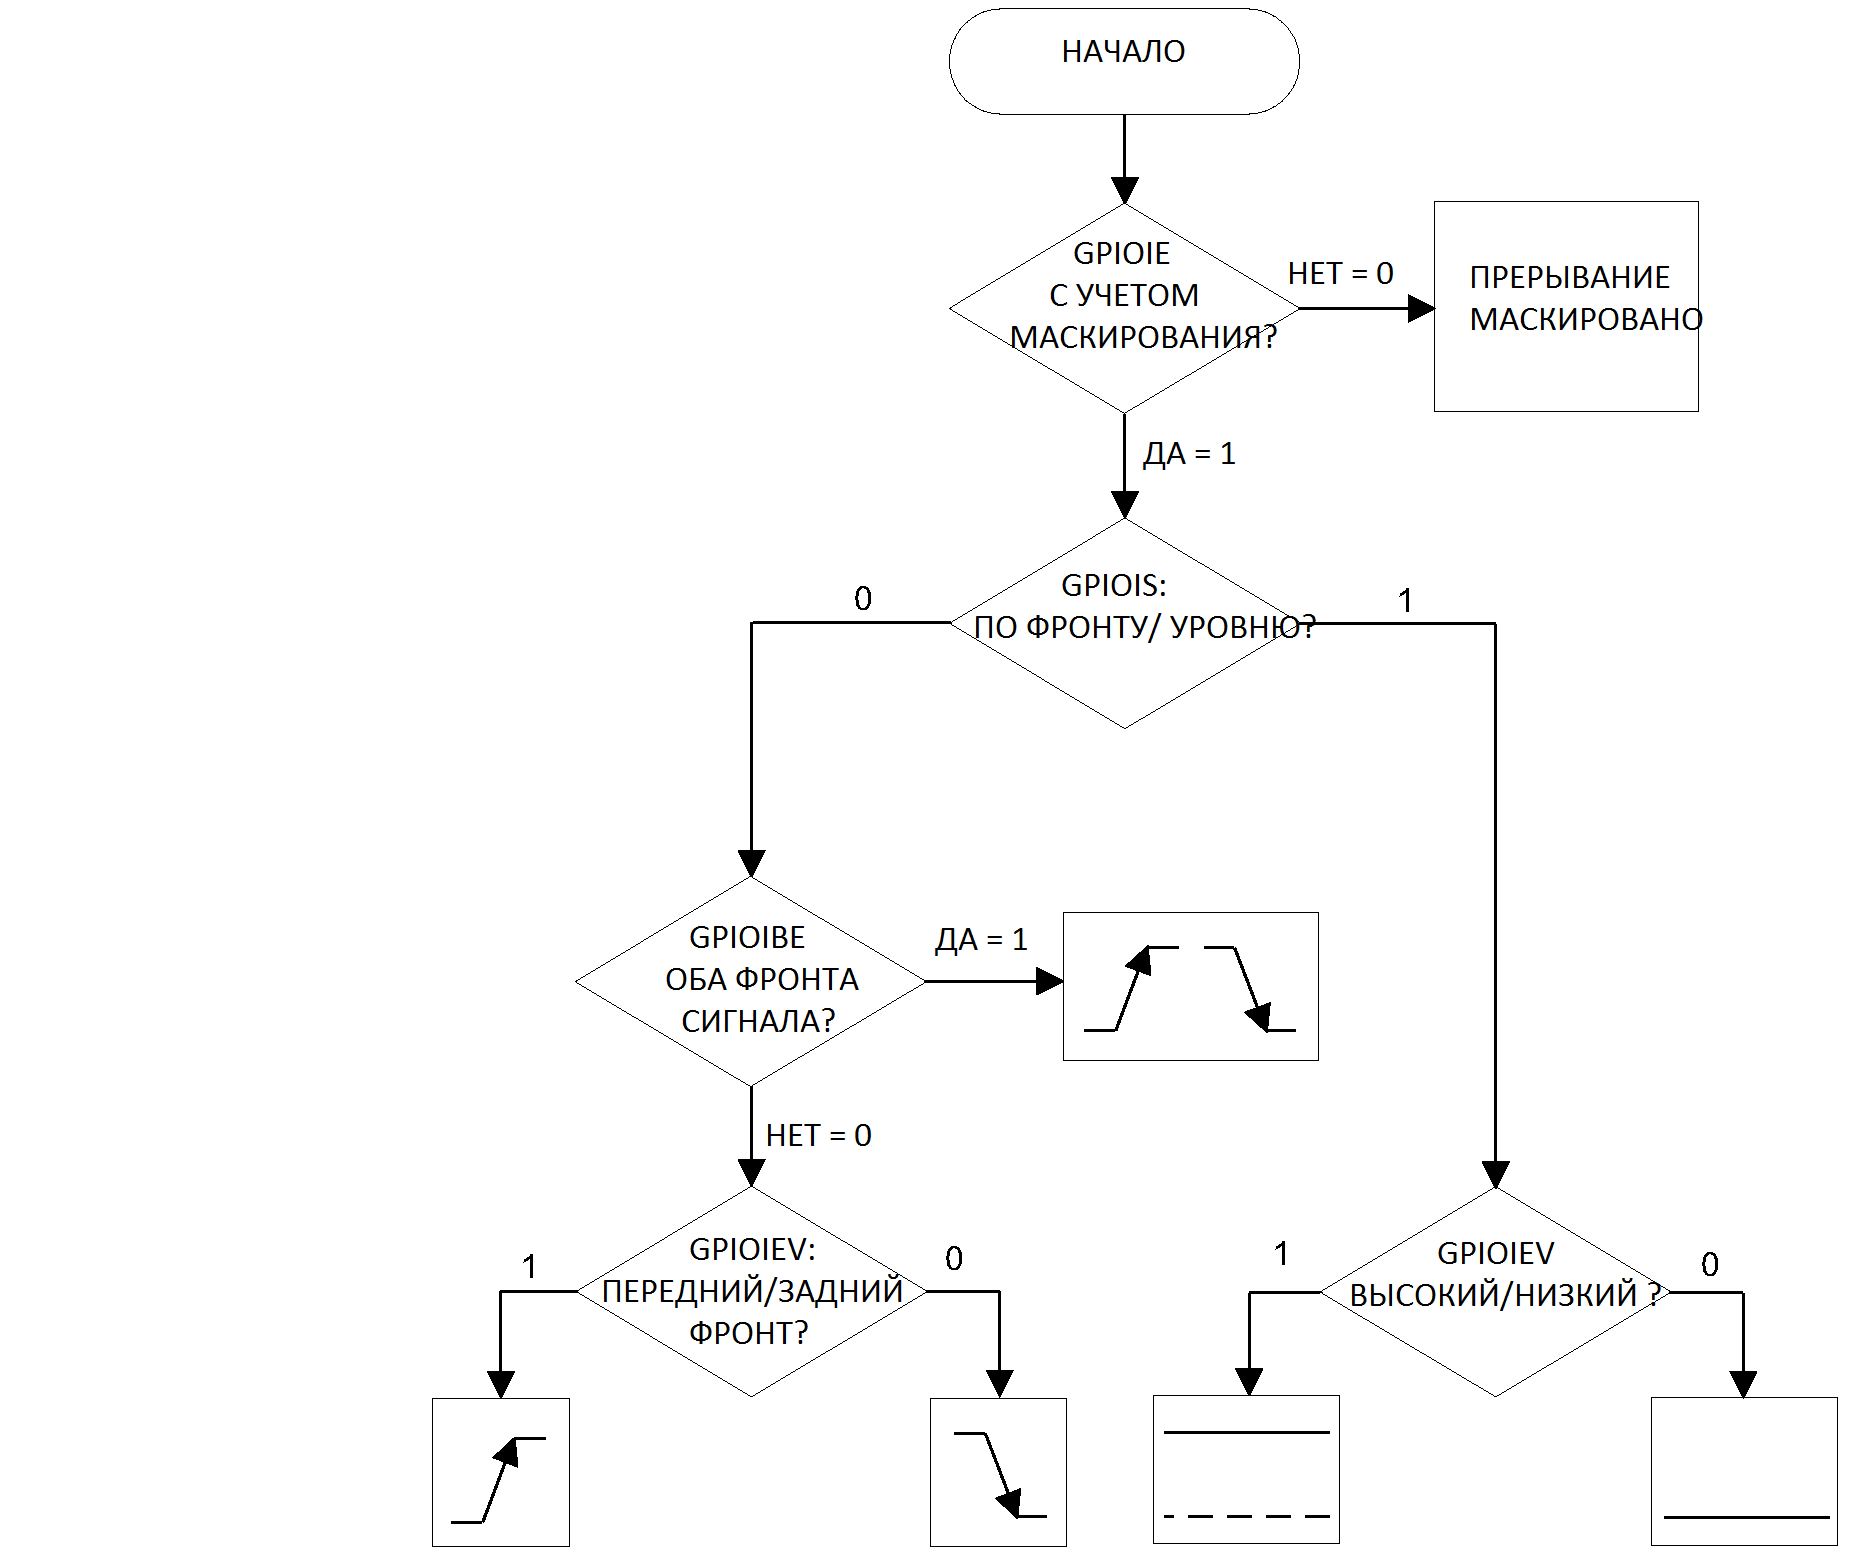 НАЧАЛО
GPIOIE
С УЧЕТОМ
МАСКИРОВАНИЯ?
НЕТ = 0
ПРЕРЫВАНИЕ
МАСКИРОВАНО
ДА = 1
GPIOIS:
ПО ФРОНТУ/ УРОВНЮ?
0
1
GPIOIBE
ОБА ФРОНТА
СИГНАЛА?
ДА = 1
НЕТ = 0
GPIOIEV:
ПЕРЕДНИЙ/ЗАДНИЙ
ФРОНТ?
1
0
GPIOIEV
ВЫСОКИЙ/НИЗКИЙ ?
1
0